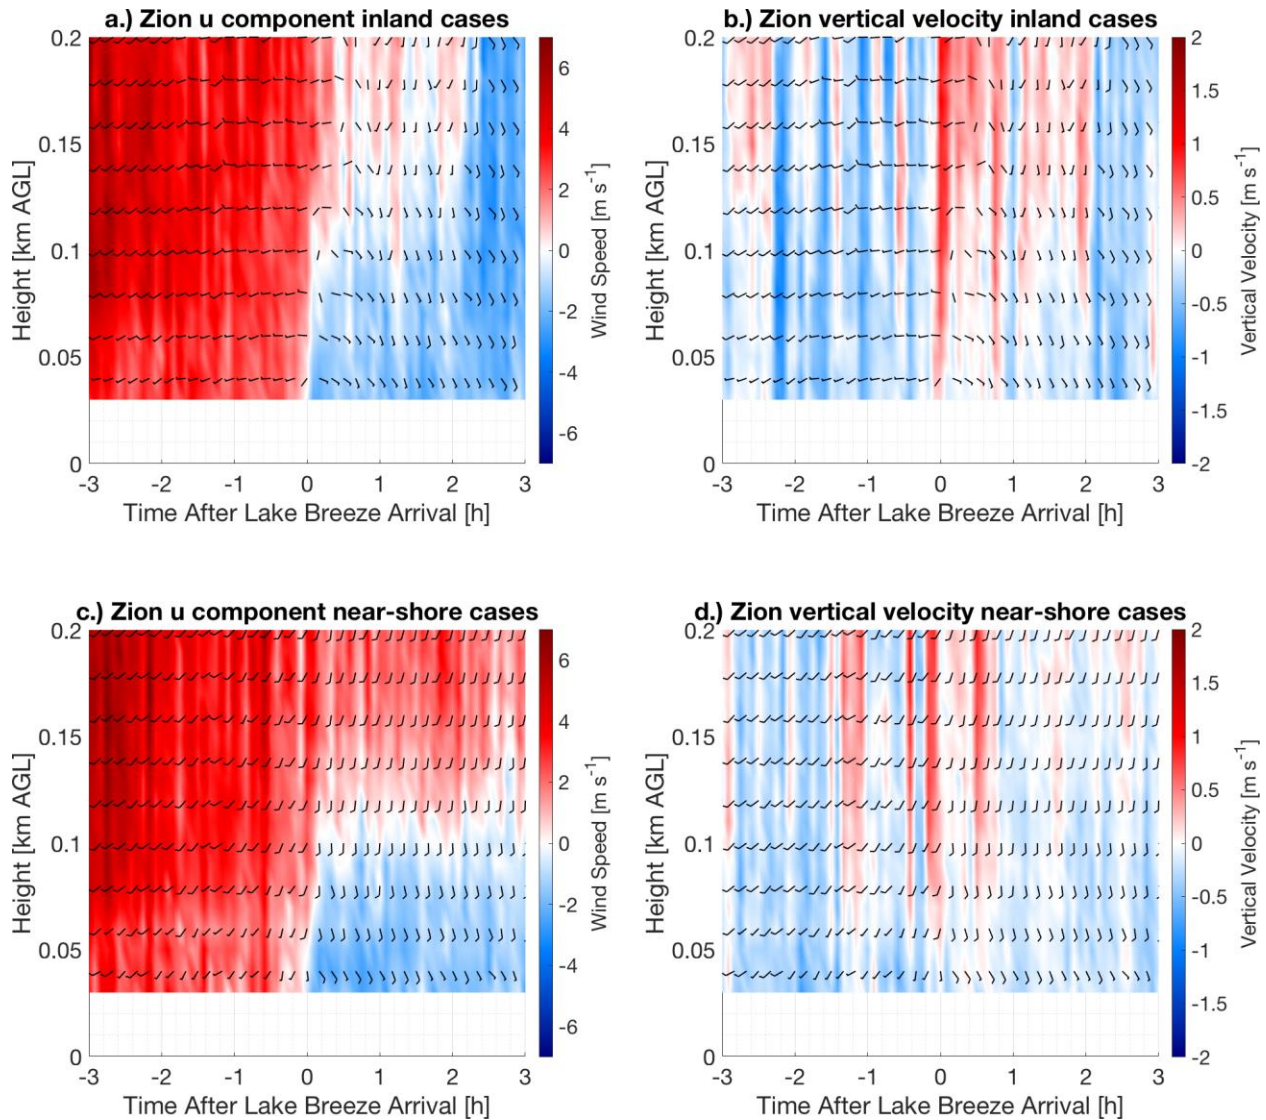 a.) Zion u component inland cases
0.2
0.15
0.1
0.05
0
Height [km AGL]
-3 -2 -1 0 1 2 3
Time After Lake Breeze Arrival [h]
6
4
2
0
-2
-4
-6
Wind Speed [m s⁻¹]
b.) Zion vertical velocity inland cases
0.2
0.15
0.1
0.05
0
Height [km AGL]
-3 -2 -1 0 1 2 3
Time After Lake Breeze Arrival [h]
2
1.5
1
0.5
0
-0.5
-1
-1.5
-2
Vertical Velocity [m s⁻¹]
c.) Zion u component near-shore cases
0.2
0.15
0.1
0.05
0
Height [km AGL]
-3 -2 -1 0 1 2 3
Time After Lake Breeze Arrival [h]
6
4
2
0
-2
-4
-6
Wind Speed [m s⁻¹]
d.) Zion vertical velocity near-shore cases
0.2
0.15
0.1
0.05
0
Height [km AGL]
-3 -2 -1 0 1 2 3
Time After Lake Breeze Arrival [h]
2
1.5
1
0.5
0
-0.5
-1
-1.5
-2
Vertical Velocity [m s⁻¹]